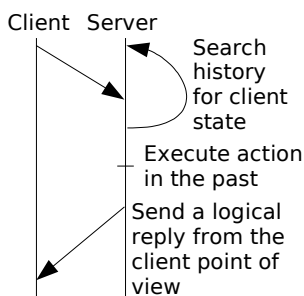 Client Server
Search
history
for client
state
Execute action
in the past
Send a logical
reply from the
client point of
view